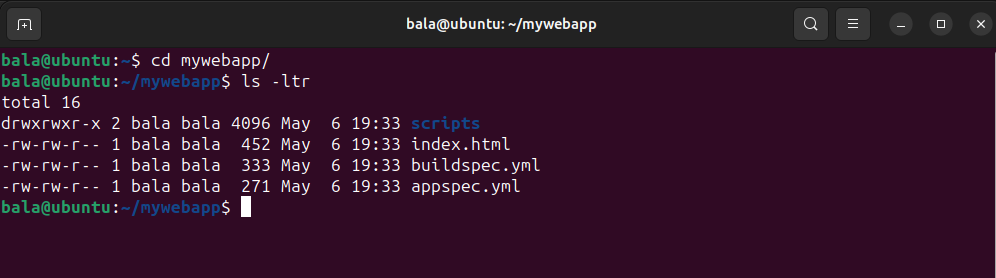 bala@ubuntu: ~/mywebapp
bala@ubuntu:~$ cd mywebapp/
bala@ubuntu:~/mywebapp$ ls -ltr
total 16
drwxrwxr-x 2 bala bala 4096 May  6 19:33 scripts
-rw-rw-r-- 1 bala bala  452 May  6 19:33 index.html
-rw-rw-r-- 1 bala bala  333 May  6 19:33 buildspec.yml
-rw-rw-r-- 1 bala bala  271 May  6 19:33 appspec.yml
bala@ubuntu:~/mywebapp$